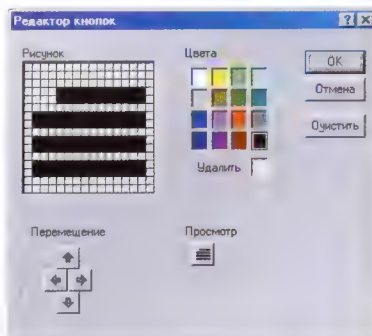 Редактор кнопок
Рисунок
Цвета
OK
Отмена
Очистить
Удалить
Перемещение
Просмотр